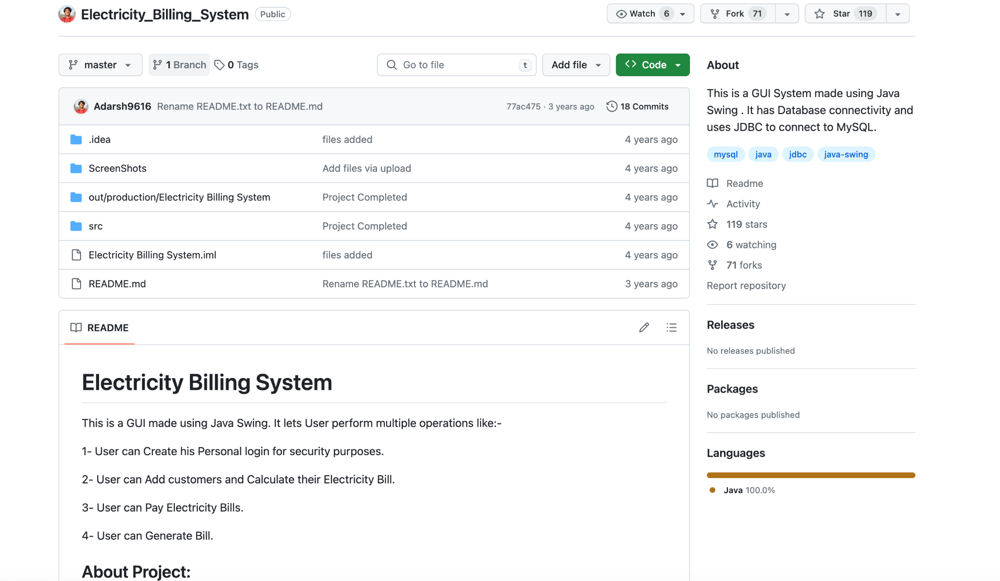 Electricity_Billing_System Public Watch 6 Fork 71 Star 119
master 1 Branch 0 Tags Go to file t Add file Code
Adarsh9616 Rename README.txt to README.md 77ac475 · 3 years ago 18 Commits
.idea files added 4 years ago
ScreenShots Add files via upload 4 years ago
out/production/Electricity Billing System Project Completed 4 years ago
src Project Completed 4 years ago
Electricity Billing System.iml files added 4 years ago
README.md Rename README.txt to README.md 3 years ago
README
Electricity Billing System
This is a GUI made using Java Swing. It lets User perform multiple operations like:-
1- User can Create his Personal login for security purposes.
2- User can Add customers and Calculate their Electricity Bill.
3- User can Pay Electricity Bills.
4- User can Generate Bill.
About Project:
About
This is a GUI System made using Java
Swing . It has Database connectivity and
uses JDBC to connect to MySQL.
mysql java jdbc java-swing
Readme
Activity
119 stars
6 watching
71 forks
Report repository
Releases
No releases published
Packages
No packages published
Languages
Java 100.0%